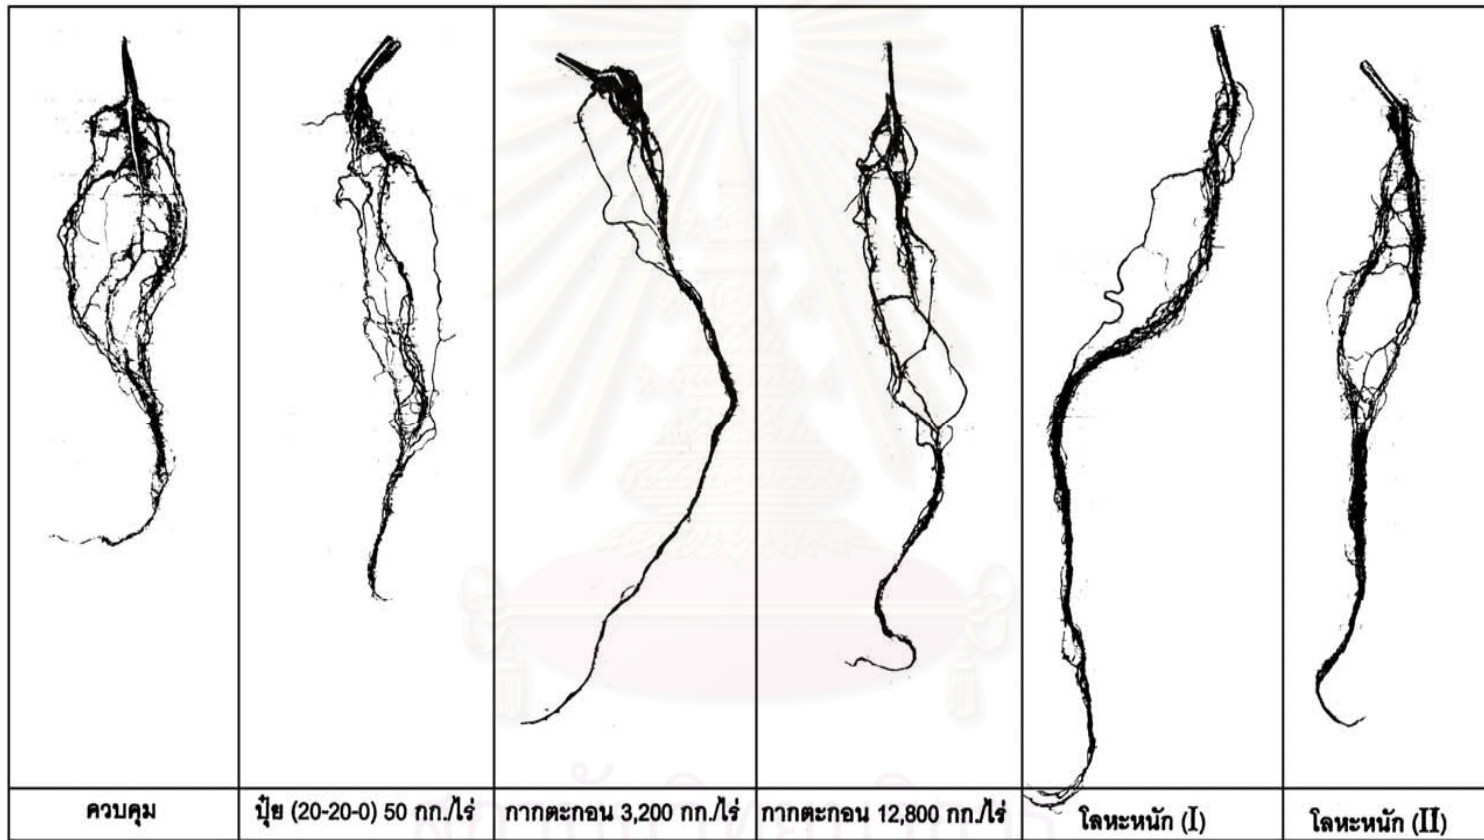 ควบคุม
ปุ๋ย (20-20-0) 50 กก./ไร่
กากตะกอน 3,200 กก./ไร่
กากตะกอน 12,800 กก./ไร่
โลหะหนัก (I)
โลหะหนัก (II)